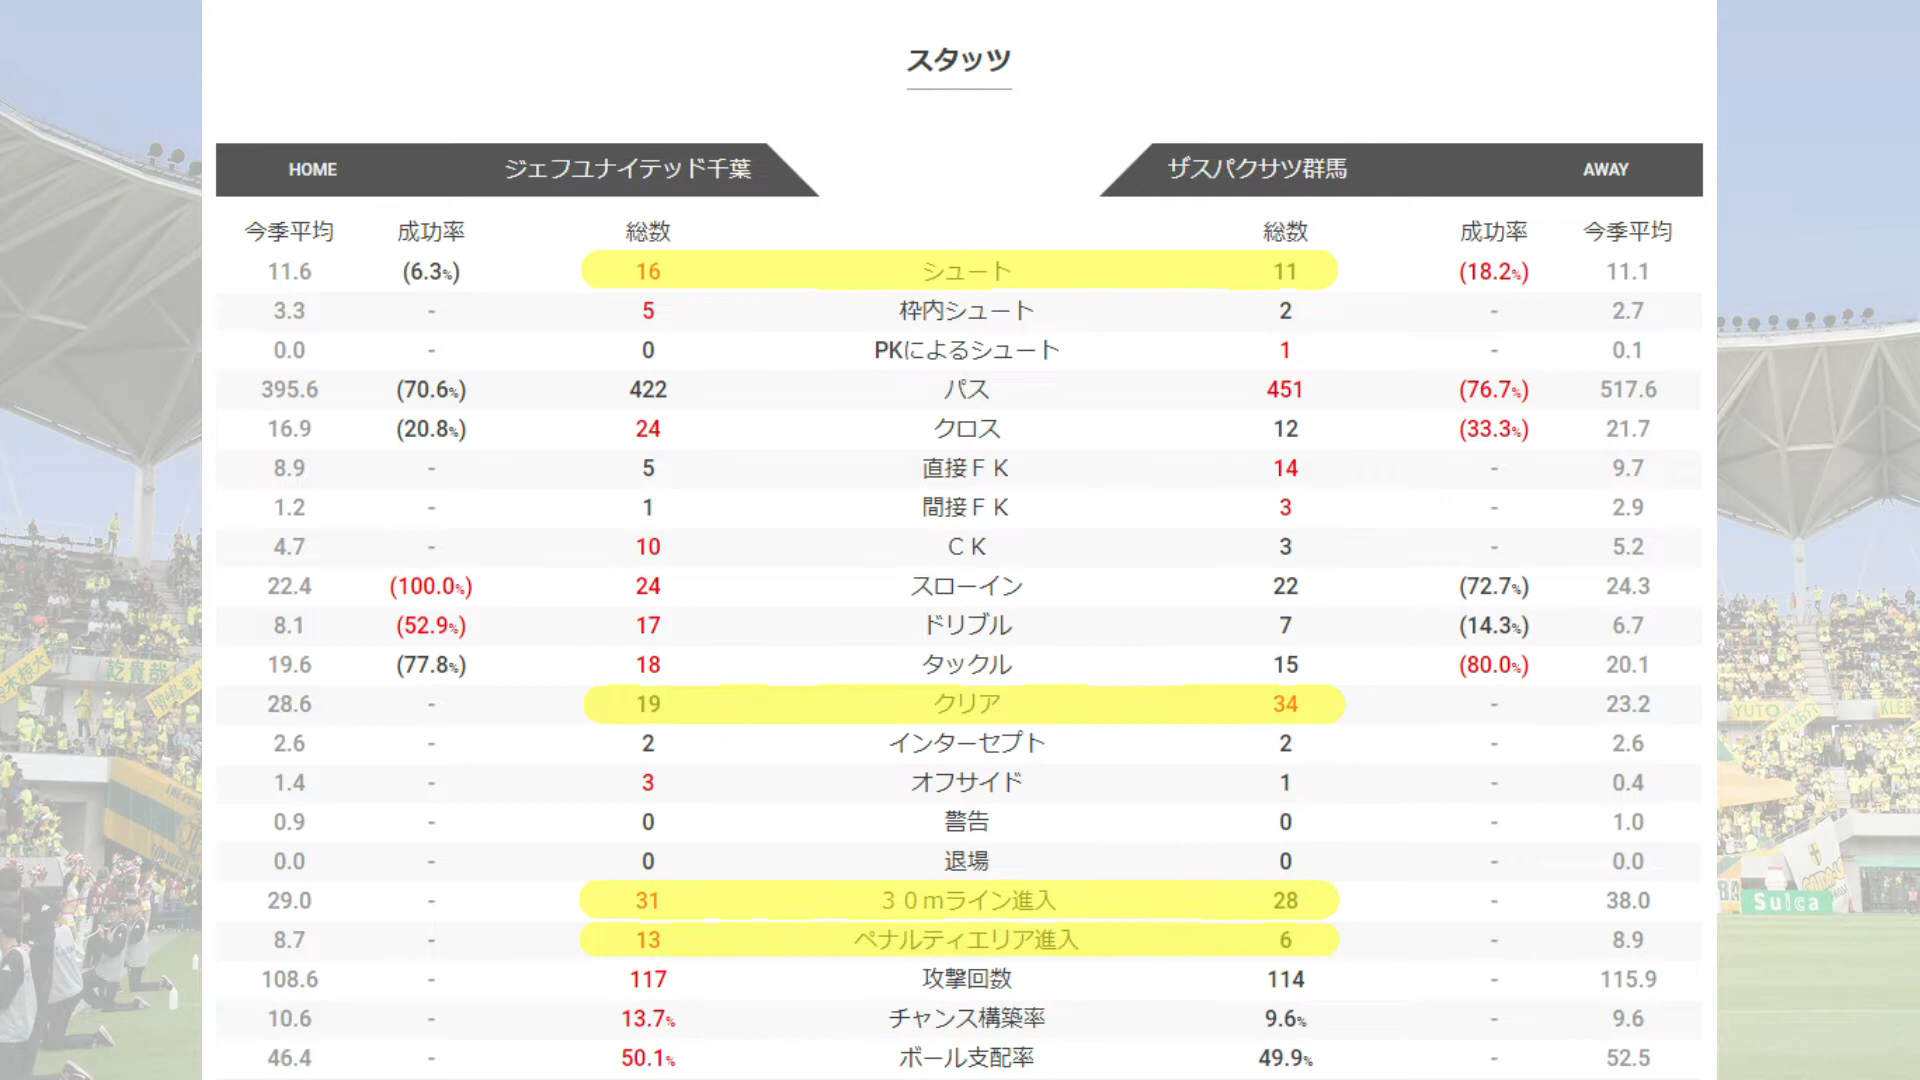 スタッツ
HOME ジェフユナイテッド千葉 ザスパクサツ群馬 AWAY
今季平均 成功率 総数 総数 成功率 今季平均
11.6 (6.3%) 16 シュート 11 (18.2%) 11.1
3.3 - 5 枠内シュート 2 - 2.7
0.0 - 0 PKによるシュート 1 - 0.1
395.6 (70.6%) 422 パス 451 (76.7%) 517.6
16.9 (20.8%) 24 クロス 12 (33.3%) 21.7
8.9 - 5 直接ＦＫ 14 - 9.7
1.2 - 1 間接ＦＫ 3 - 2.9
4.7 - 10 ＣＫ 3 - 5.2
22.4 (100.0%) 24 スローイン 22 (72.7%) 24.3
8.1 (52.9%) 17 ドリブル 7 (14.3%) 6.7
19.6 (77.8%) 18 タックル 15 (80.0%) 20.1
28.6 - 19 クリア 34 - 23.2
2.6 - 2 インターセプト 2 - 2.6
1.4 - 3 オフサイド 1 - 0.4
0.9 - 0 警告 0 - 1.0
0.0 - 0 退場 0 - 0.0
29.0 - 31 ３０ｍライン進入 28 - 38.0
8.7 - 13 ペナルティエリア進入 6 - 8.9
108.6 - 117 攻撃回数 114 - 115.9
10.6 - 13.7% チャンス構築率 9.6% - 9.6
46.4 - 50.1% ボール支配率 49.9% - 52.5
乾貴哉
YUTO
KLEB
Suica